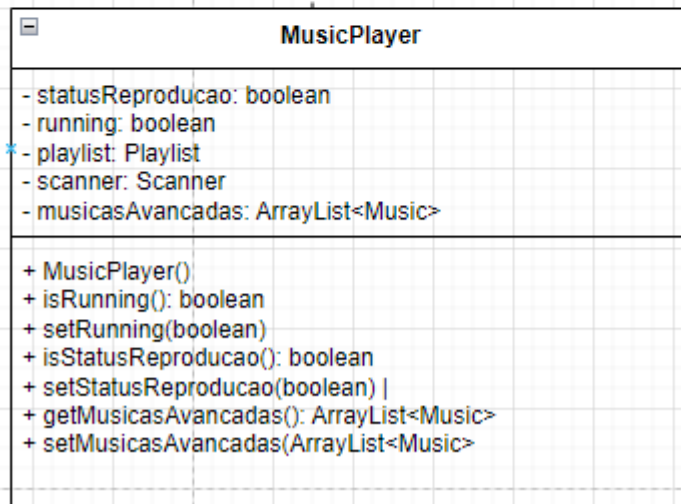 MusicPlayer
- statusReproducao: boolean
- running: boolean
- playlist: Playlist
- scanner: Scanner
- musicasAvancadas: ArrayList<Music>
+ MusicPlayer()
+ isRunning(): boolean
+ setRunning(boolean)
+ isStatusReproducao(): boolean
+ setStatusReproducao(boolean) |
+ getMusicasAvancadas(): ArrayList<Music>
+ setMusicasAvancadas(ArrayList<Music>